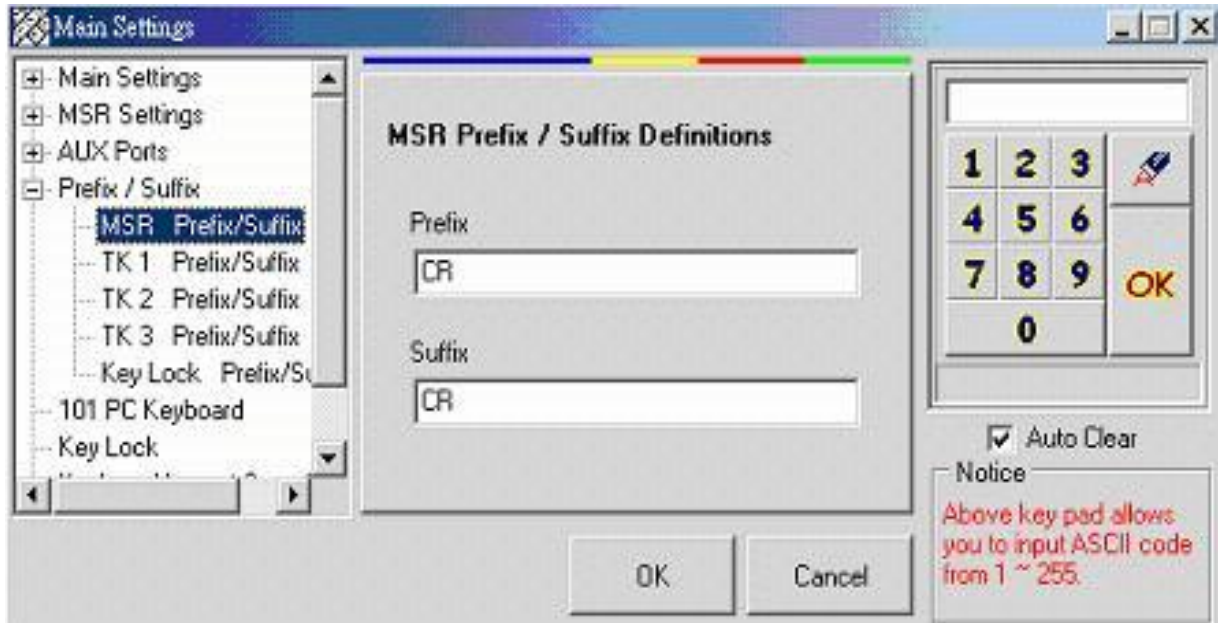 Main Settings
Main Settings
MSR Settings
AUX Ports
Prefix / Suffix
MSR Prefix/Suffix
TK 1 Prefix/Suffix
TK 2 Prefix/Suffix
TK 3 Prefix/Suffix
Key Lock Prefix/Su
101 PC Keyboard
Key Lock
MSR Prefix / Suffix Definitions
Prefix
CR
Suffix
CR
OK
Cancel
1 2 3
4 5 6
7 8 9
OK
0
Auto Clear
Notice
Above key pad allows
you to input ASCII code
from 1 ~ 255.